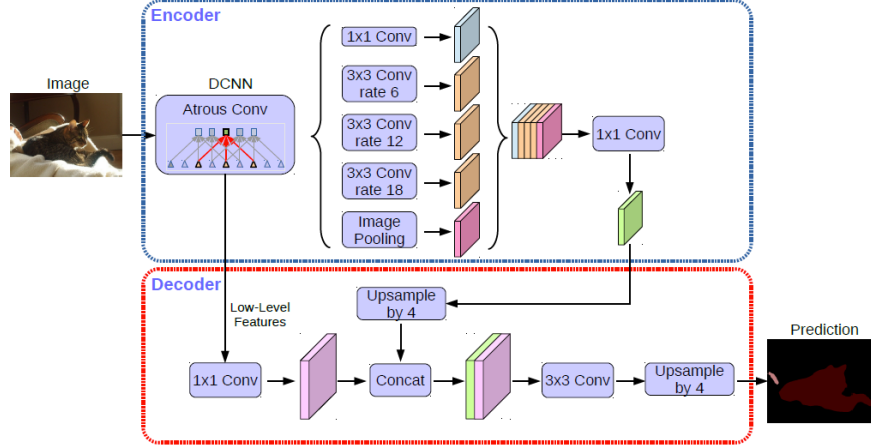 Encoder
Image
DCNN
Atrous Conv
1x1 Conv
3x3 Conv
rate 6
3x3 Conv
rate 12
3x3 Conv
rate 18
Image
Pooling
1x1 Conv
Decoder
Low-Level
Features
Upsample
by 4
1x1 Conv
Concat
3x3 Conv
Upsample
by 4
Prediction